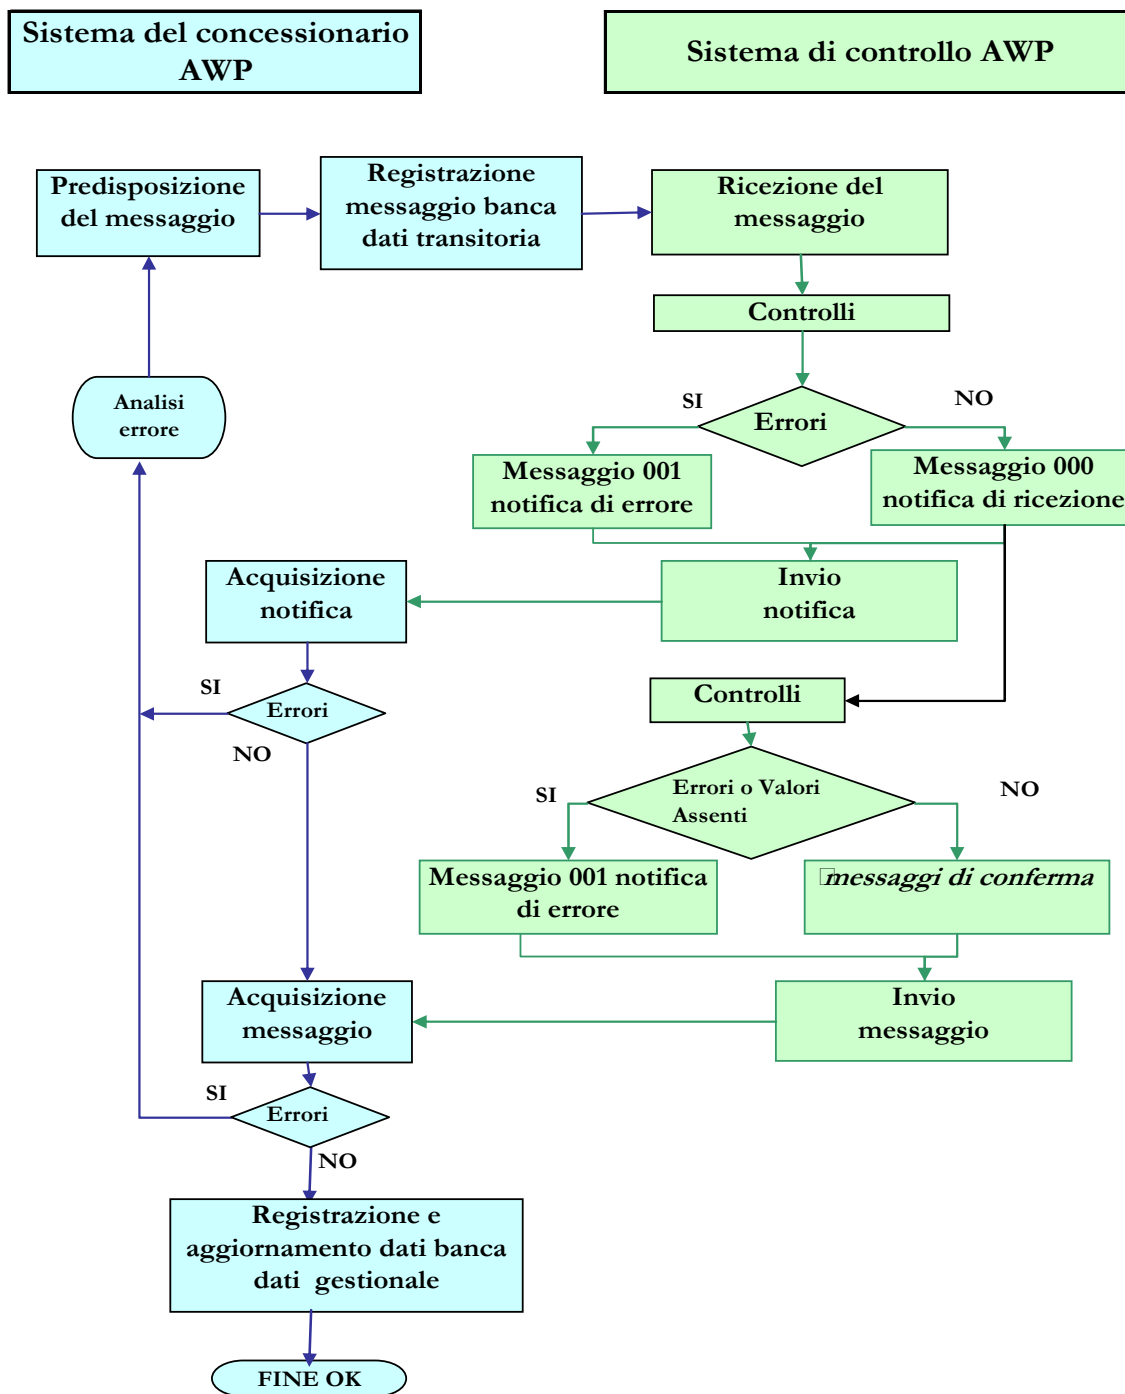 Sistema del concessionario
AWP
Sistema di controllo AWP
Predisposizione
del messaggio
Registrazione
messaggio banca
dati transitoria
Ricezione del
messaggio
Controlli
Analisi
errore
SI
Errori
NO
Messaggio 001
notifica di errore
Messaggio 000
notifica di ricezione
Acquisizione
notifica
Invio
notifica
SI
Errori
NO
Controlli
SI
Errori o Valori
Assenti
NO
Messaggio 001 notifica
di errore
messaggi di conferma
Acquisizione
messaggio
Invio
messaggio
SI
Errori
NO
Registrazione e
aggiornamento dati banca
dati gestionale
FINE OK